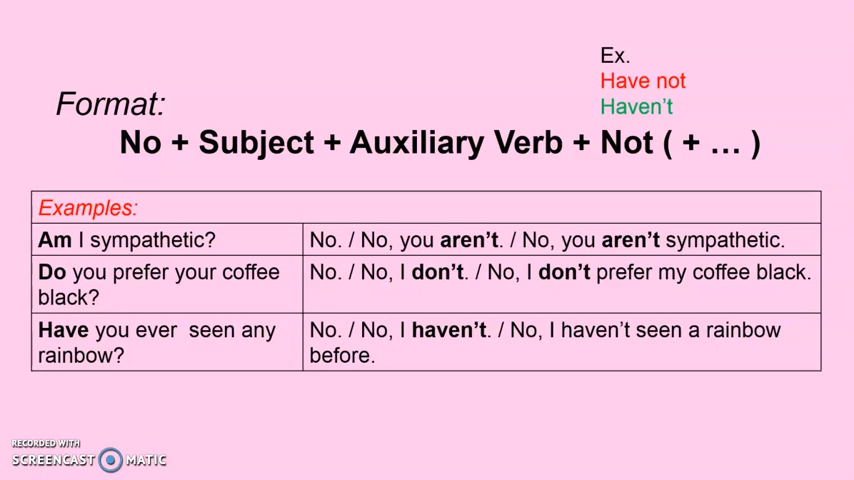 Ex.
Have not
Haven't
Format:
No + Subject + Auxiliary Verb + Not ( + … )
Examples:
Am I sympathetic?
No. / No, you aren't. / No, you aren't sympathetic.
Do you prefer your coffee
black?
No. / No, I don't. / No, I don't prefer my coffee black.
Have you ever seen any
rainbow?
No. / No, I haven't. / No, I haven't seen a rainbow
before.
RECORDED WITH
SCREENCAST MATIC